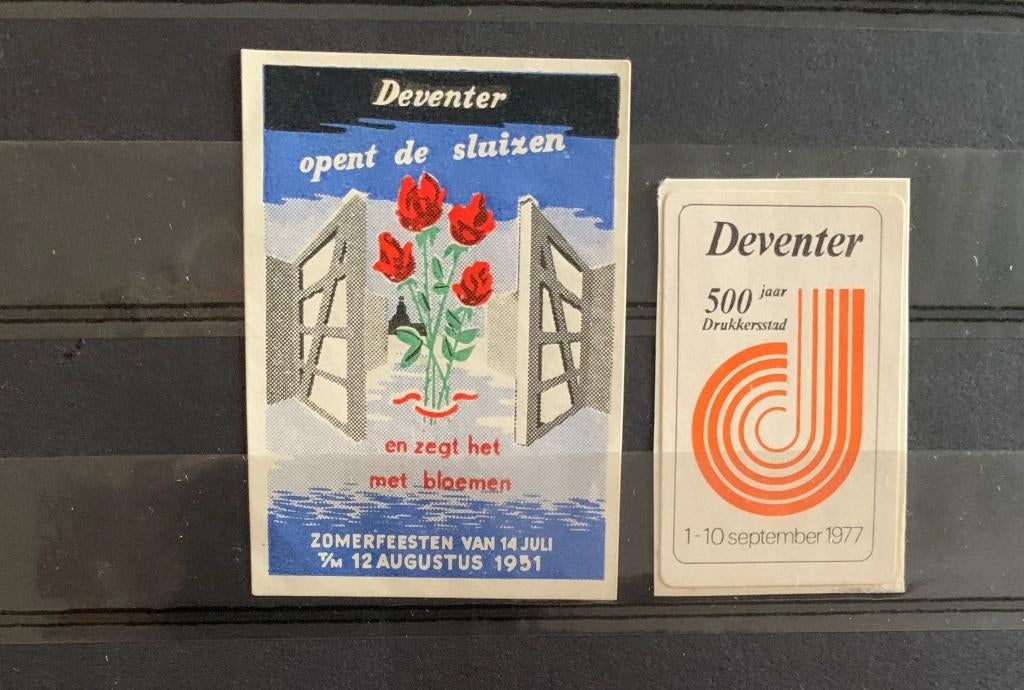 Deventer
opent de sluizen
en zegt het
met bloemen
ZOMERFEESTEN VAN 14 JULI
T/M 12 AUGUSTUS 1951
Deventer
500 jaar
Drukkersstad
1-10 september 1977